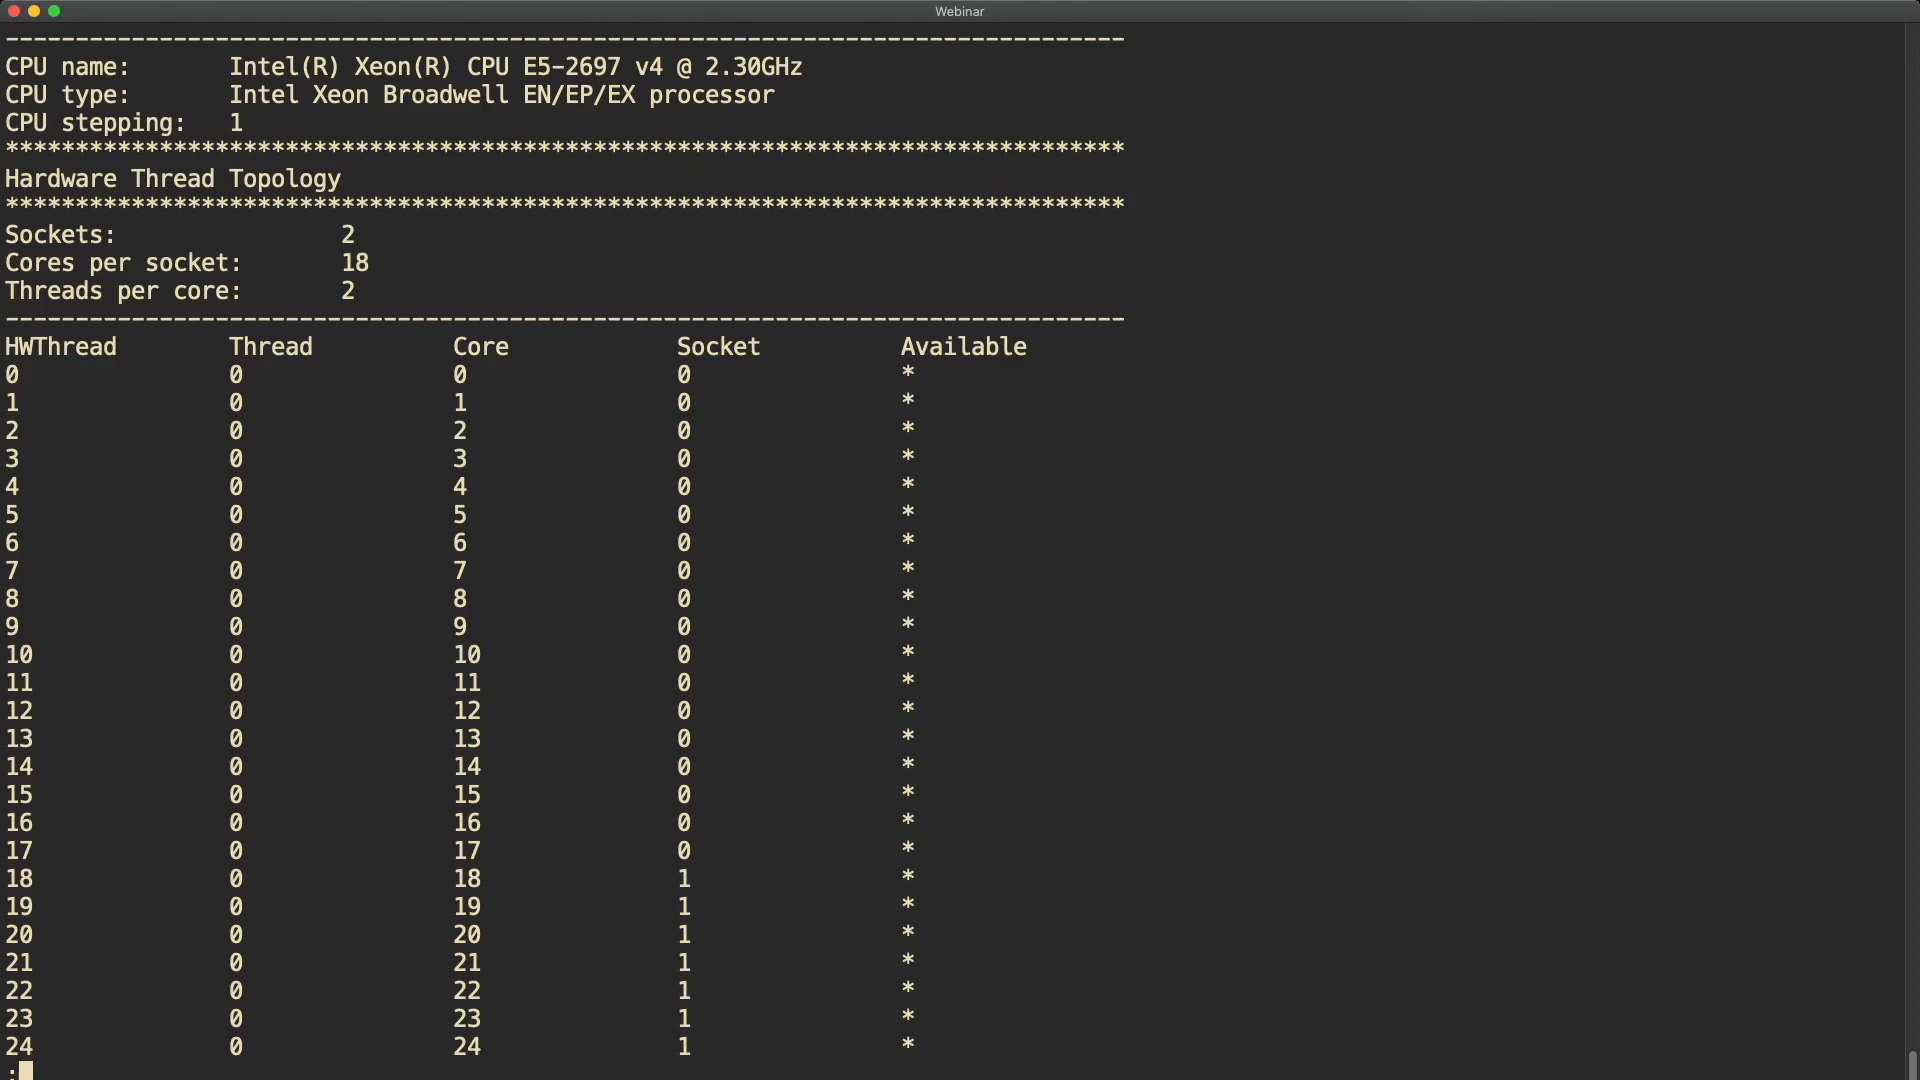 Webinar
--------------------------------------------------------------------------------
CPU name:	Intel(R) Xeon(R) CPU E5-2697 v4 @ 2.30GHz
CPU type:	Intel Xeon Broadwell EN/EP/EX processor
CPU stepping:	1
********************************************************************************
Hardware Thread Topology
********************************************************************************
Sockets:		2
Cores per socket:	18
Threads per core:	2
--------------------------------------------------------------------------------
HWThread	Thread		Core		Socket		Available
0		0		0		0		*
1		0		1		0		*
2		0		2		0		*
3		0		3		0		*
4		0		4		0		*
5		0		5		0		*
6		0		6		0		*
7		0		7		0		*
8		0		8		0		*
9		0		9		0		*
10		0		10		0		*
11		0		11		0		*
12		0		12		0		*
13		0		13		0		*
14		0		14		0		*
15		0		15		0		*
16		0		16		0		*
17		0		17		0		*
18		0		18		1		*
19		0		19		1		*
20		0		20		1		*
21		0		21		1		*
22		0		22		1		*
23		0		23		1		*
24		0		24		1		*
: